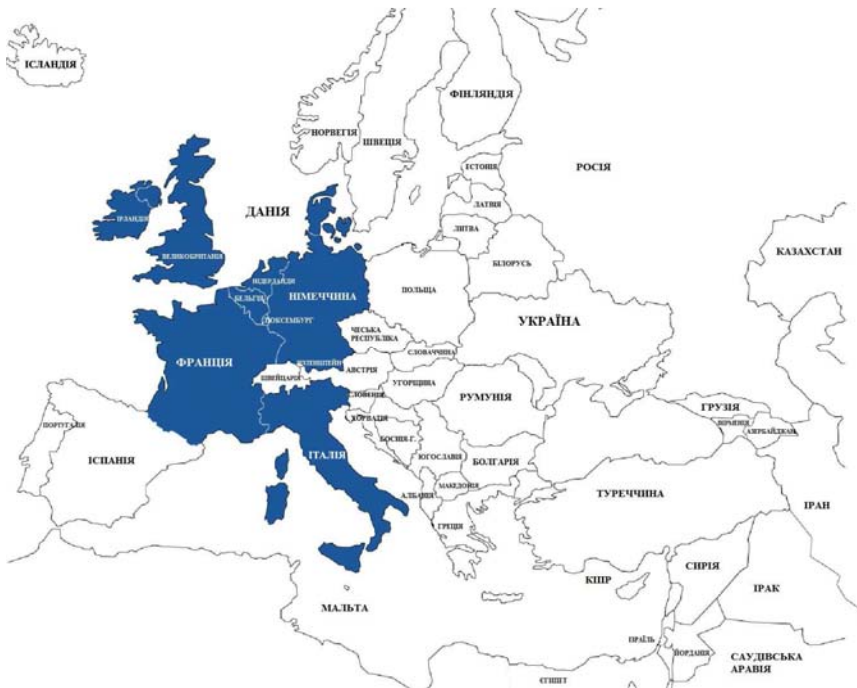 ІСЛАНДІЯ
ФІНЛЯНДІЯ
НОРВЕГІЯ
ШВЕЦІЯ
ЕСТОНІЯ
РОСІЯ
ЛАТВІЯ
ДАНІЯ
ІРЛАНДІЯ
ЛИТВА
ВЕЛИКОБРИТАНІЯ
БІЛОРУСЬ
КАЗАХСТАН
НІДЕРЛАНДИ
БЕЛЬГІЯ
НІМЕЧЧИНА
ПОЛЬЩА
ЛЮКСЕМБУРГ
УКРАЇНА
ЧЕСЬКА
РЕСПУБЛІКА
СЛОВАЧЧИНА
ФРАНЦІЯ
ЛІХТЕНШТЕЙН
ШВЕЙЦАРІЯ
АВСТРІЯ
УГОРЩИНА
СЛОВЕНІЯ
РУМУНІЯ
ХОРВАТІЯ
ГРУЗІЯ
ВІРМЕНІЯ
АЗЕРБАЙДЖАН
ПОРТУГАЛІЯ
БОСНІЯ-Г.
ІСПАНІЯ
ІТАЛІЯ
ЮГОСЛАВІЯ
БОЛГАРІЯ
МАКЕДОНІЯ
АЛБАНІЯ
ТУРЕЧЧИНА
ІРАН
ГРЕЦІЯ
СИРІЯ
КІПР
ІРАК
МАЛЬТА
ІЗРАЇЛЬ
ЙОРДАНІЯ
САУДІВСЬКА
АРАВІЯ
ЄГИПЕТ